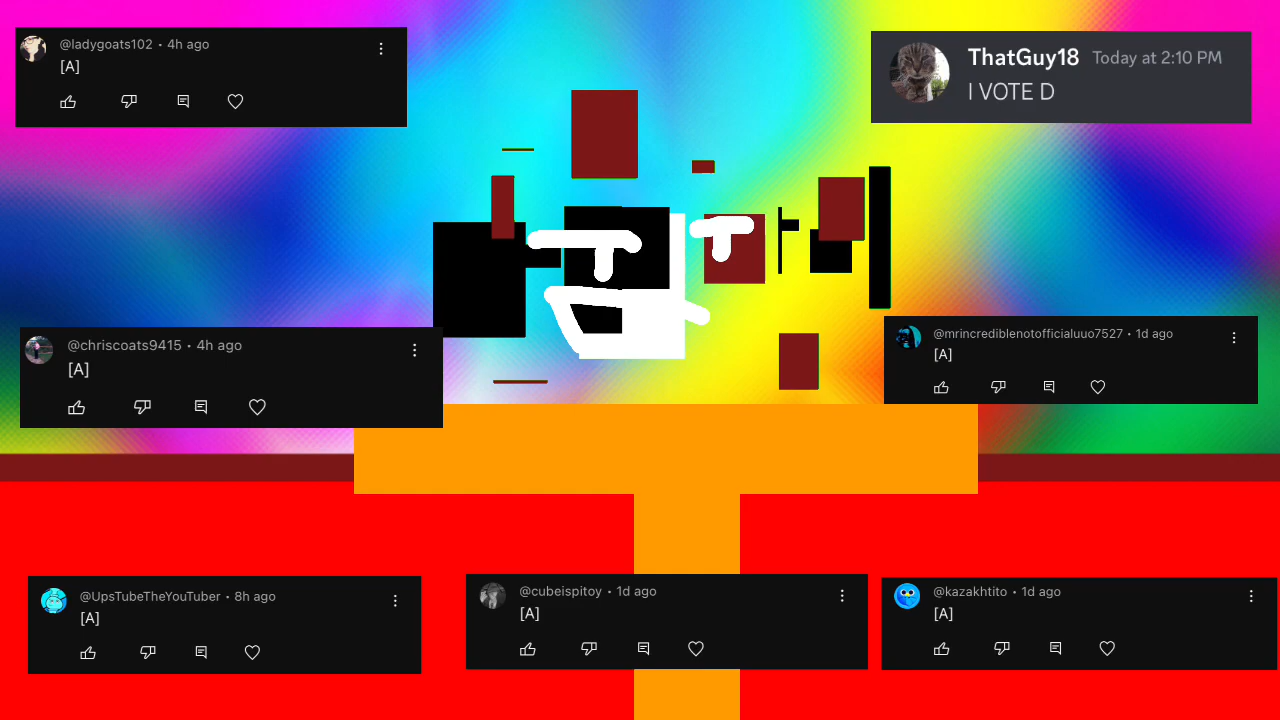 @ladygoats102 • 4h ago
[A]
ThatGuy18 Today at 2:10 PM
I VOTE D
@chriscoats9415 • 4h ago
[A]
@mrincrediblenotofficialuuo7527 • 1d ago
[A]
@UpsTubeTheYouTuber • 8h ago
[A]
@cubeispitoy • 1d ago
[A]
@kazakhtito • 1d ago
[A]